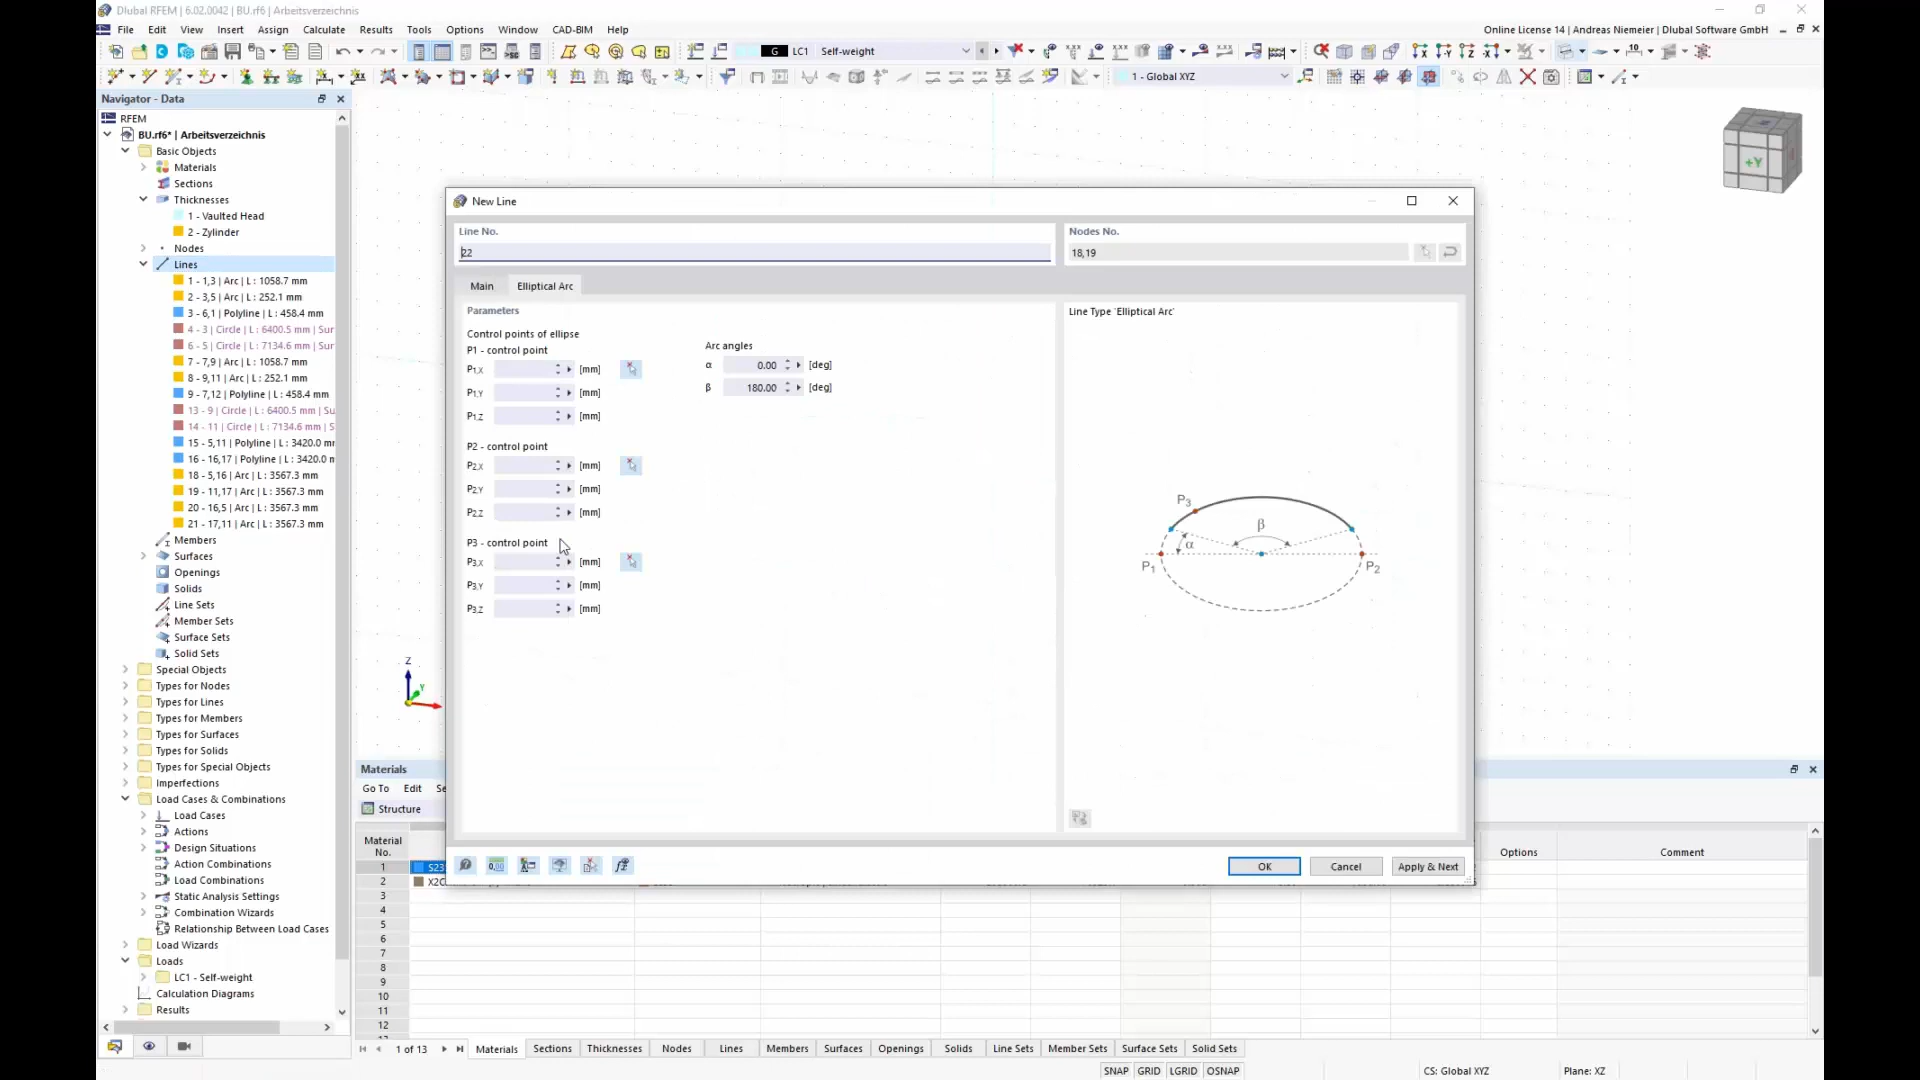 Dlubal RFEM | 6.02.0042 | BU.rf6* | Arbeitsverzeichnis
File Edit View Insert Assign Calculate Results Tools Options Window CAD-BIM Help
Online License 14 | Andreas Niemeier | Dlubal Software GmbH
G LC1 Self-weight
1 - Global XYZ
Navigator - Data
RFEM
BU.rf6* | Arbeitsverzeichnis
Basic Objects
Materials
Sections
Thicknesses
1 - Vaulted Head
2 - Zylinder
Nodes
Lines
1 - 1,3 | Arc | L : 1058.7 mm
2 - 3,5 | Arc | L : 252.1 mm
3 - 6,1 | Polyline | L : 458.4 mm
4 - 3 | Circle | L : 6400.5 mm | Sur
6 - 5 | Circle | L : 7134.6 mm | Sur
7 - 7,9 | Arc | L : 1058.7 mm
8 - 9,11 | Arc | L : 252.1 mm
9 - 7,12 | Polyline | L : 458.4 mm
13 - 9 | Circle | L : 6400.5 mm | Su
14 - 11 | Circle | L : 7134.6 mm | S
15 - 5,11 | Polyline | L : 3420.0 m
16 - 16,17 | Polyline | L : 3420.0 m
18 - 5,16 | Arc | L : 3567.3 mm
19 - 11,17 | Arc | L : 3567.3 mm
20 - 16,5 | Arc | L : 3567.3 mm
21 - 17,11 | Arc | L : 3567.3 mm
Members
Surfaces
Openings
Solids
Line Sets
Member Sets
Surface Sets
Solid Sets
Special Objects
Types for Nodes
Types for Lines
Types for Members
Types for Surfaces
Types for Solids
Types for Special Objects
Imperfections
Load Cases & Combinations
Load Cases
Actions
Design Situations
Action Combinations
Load Combinations
Static Analysis Settings
Combination Wizards
Relationship Between Load Cases
Load Wizards
Loads
LC1 - Self-weight
Calculation Diagrams
Results
New Line
Line No.
22
Nodes No.
18,19
Main Elliptical Arc
Parameters
Control points of ellipse
P1 - control point
P1,X [mm]
P1,Y [mm]
P1,Z [mm]
P2 - control point
P2,X [mm]
P2,Y [mm]
P2,Z [mm]
P3 - control point
P3,X [mm]
P3,Y [mm]
P3,Z [mm]
Arc angles
α 0.00 [deg]
β 180.00 [deg]
Line Type 'Elliptical Arc'
P3
β
α
P1
P2
OK Cancel Apply & Next
+Y
Z
Y
Materials
Go To Edit Se
Structure
Material
No.
Options Comment
1 S23
2 X2C
3
4
5
6
7
8
9
10
11
12
1 of 13 Materials Sections Thicknesses Nodes Lines Members Surfaces Openings Solids Line Sets Member Sets Surface Sets Solid Sets
SNAP GRID LGRID OSNAP CS: Global XYZ Plane: XZ